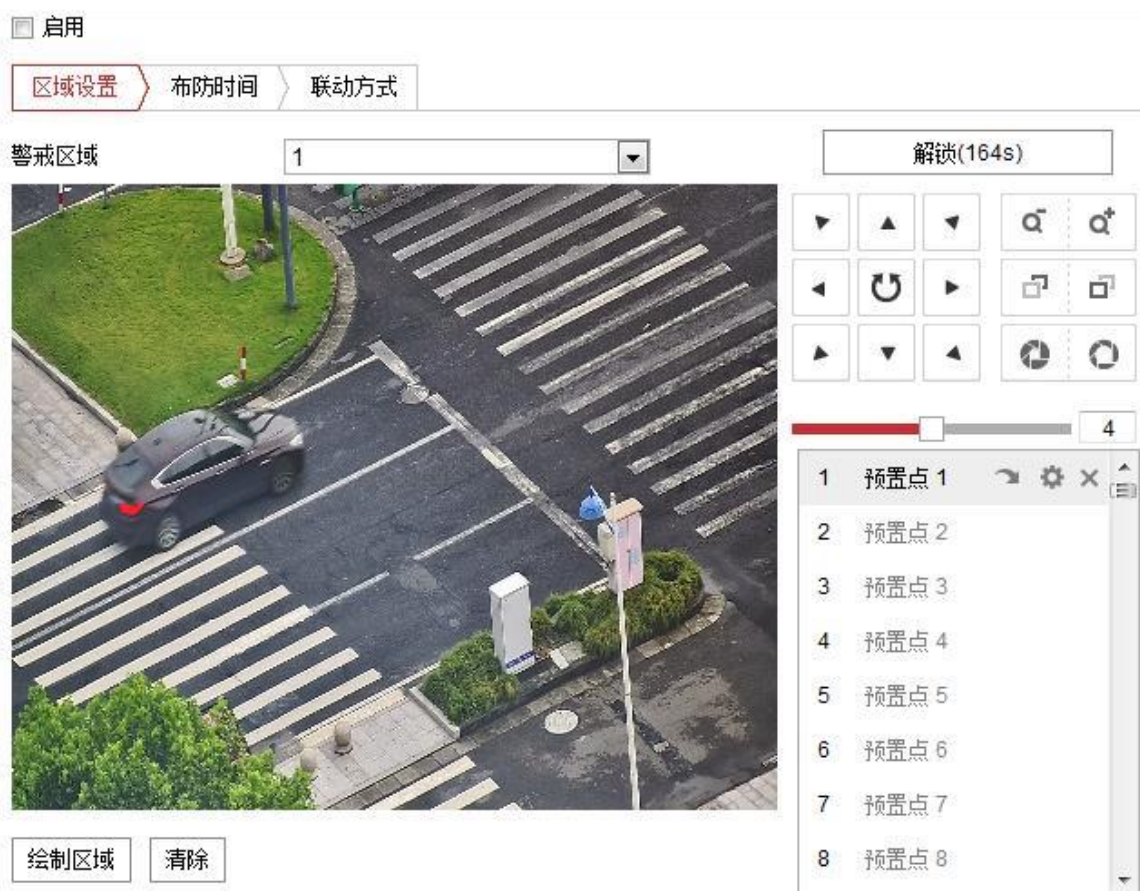 启用
区域设置 布防时间 联动方式
警戒区域 1 解锁(164s)
4
1 预置点 1
2 预置点 2
3 预置点 3
4 预置点 4
5 预置点 5
6 预置点 6
7 预置点 7
8 预置点 8
绘制区域 清除